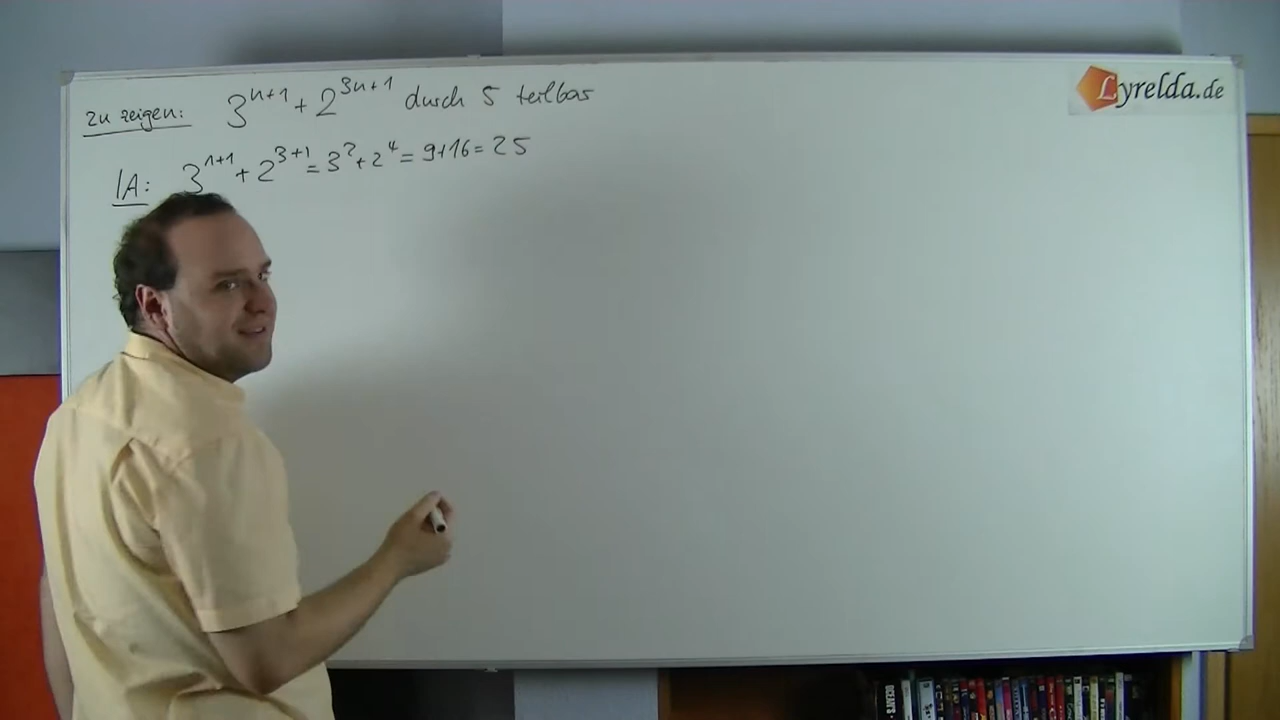 zu zeigen: 3^{n+1} + 2^{3n+1} durch 5 teilbar
IA: 3^{1+1} + 2^{3+1} = 3^2 + 2^4 = 9+16 = 25
Lyrelda.de